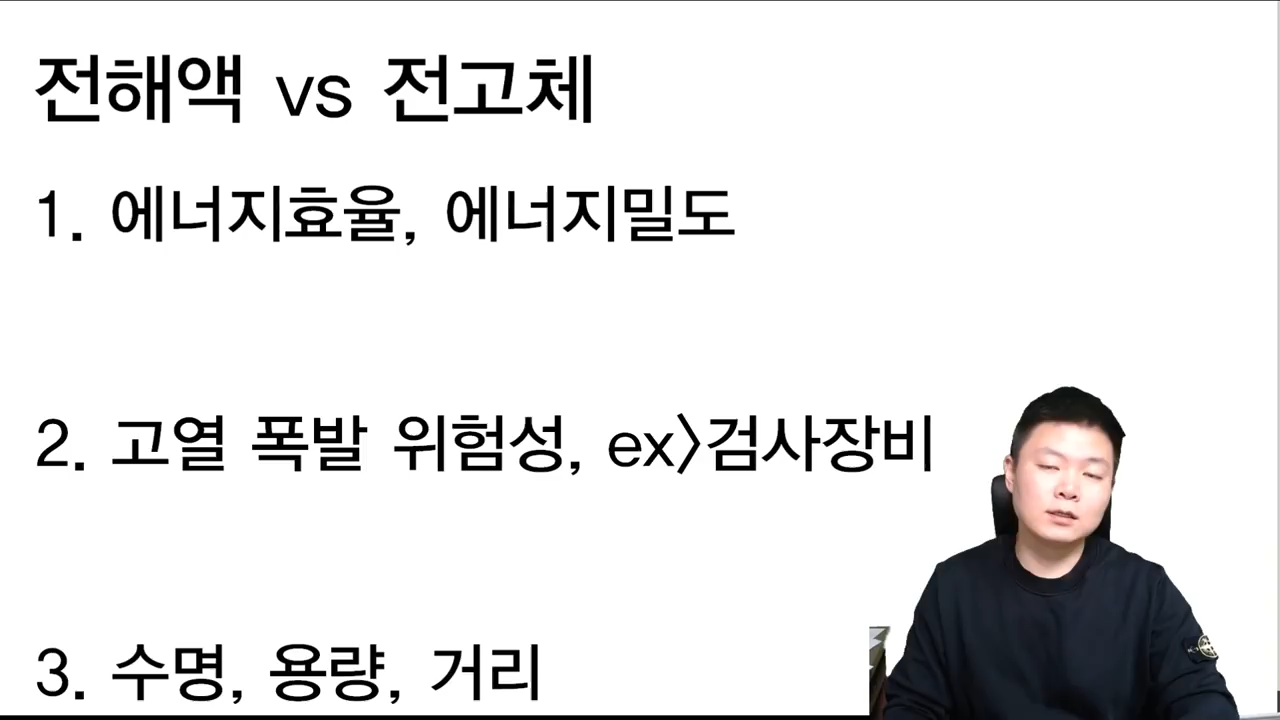 전해액 vs 전고체
1. 에너지효율, 에너지밀도
2. 고열 폭발 위험성, ex>검사장비
3. 수명, 용량, 거리